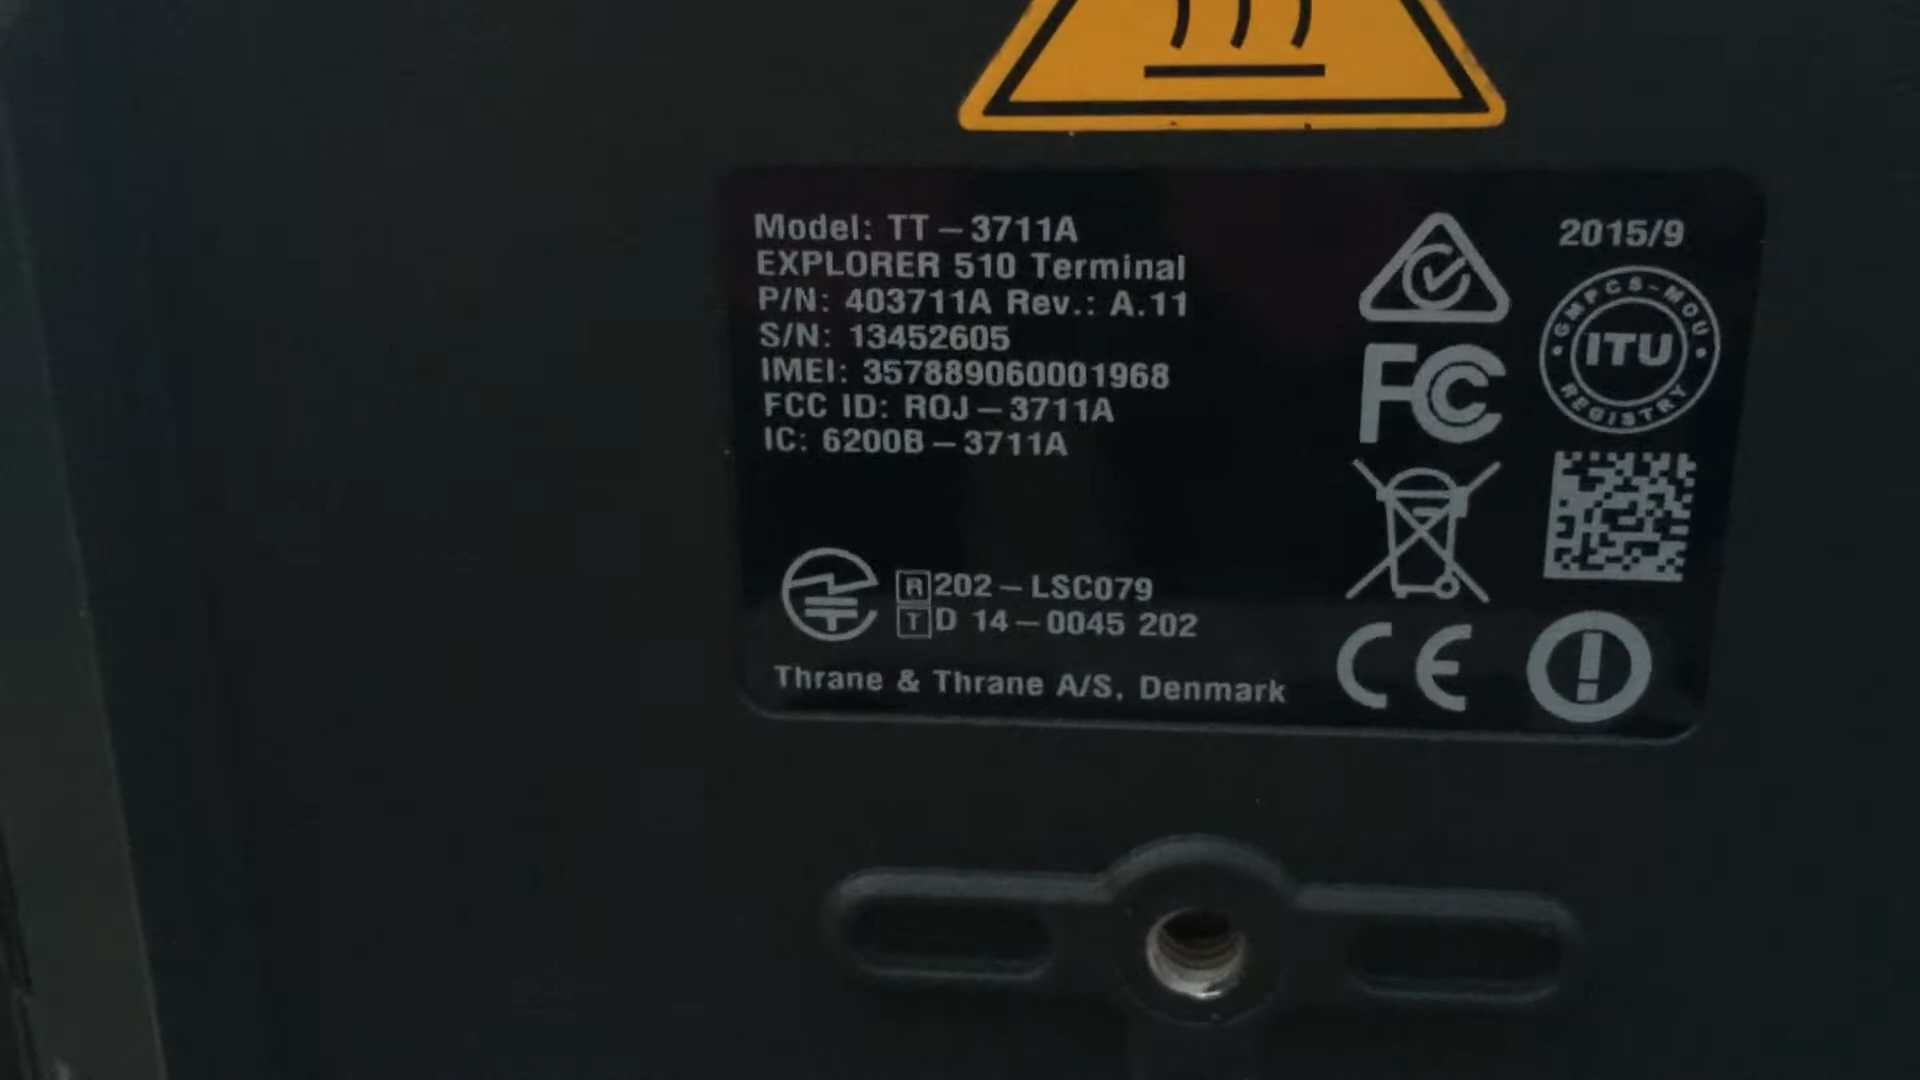 Model: TT-3711A
EXPLORER 510 Terminal
P/N: 403711A Rev.: A.11
S/N: 13452605
IMEI: 357889060001968
FCC ID: ROJ-3711A
IC: 6200B-3711A
R 202-LSC079
T D 14-0045 202
Thrane & Thrane A/S, Denmark
2015/9
GMPCS-MOU
ITU
REGISTRY
FC
CE